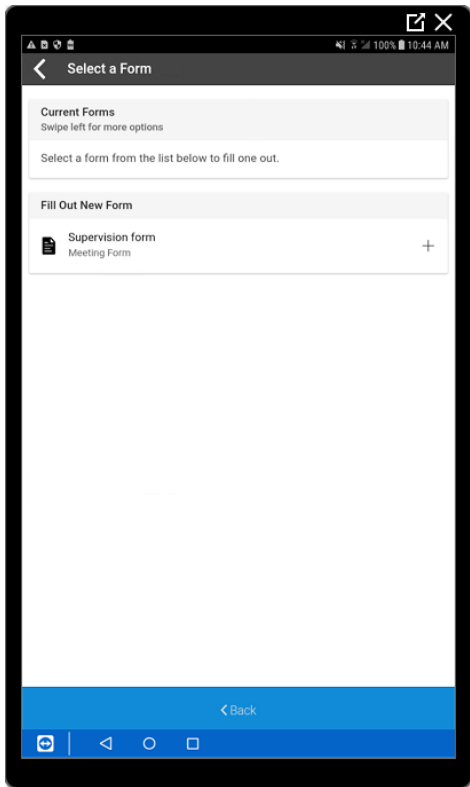 100% 10:44 AM
Select a Form
Current Forms
Swipe left for more options
Select a form from the list below to fill one out.
Fill Out New Form
Supervision form
Meeting Form
Back